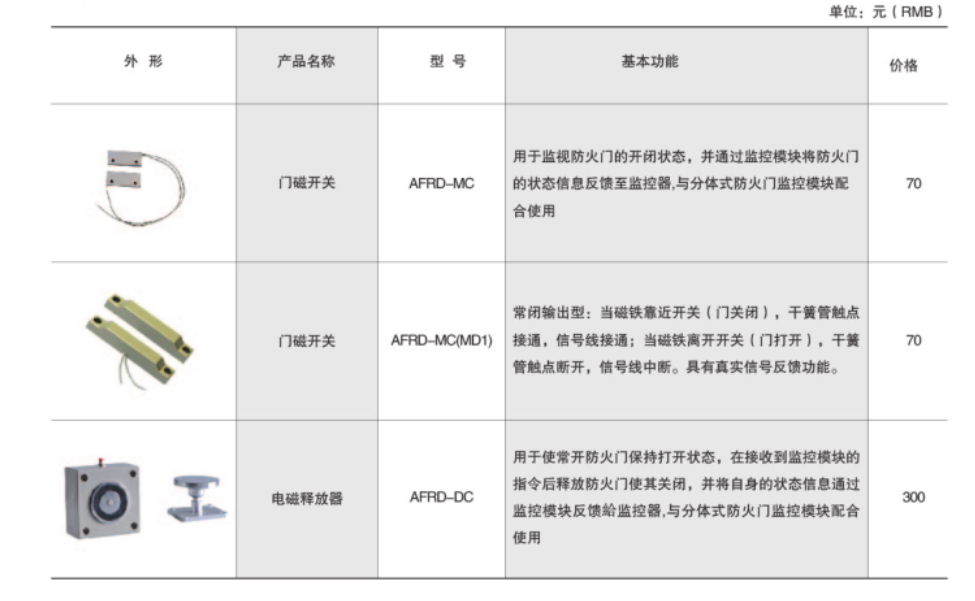 单位：元（RMB）
外 形 产品名称 型 号 基本功能 价格
用于监视防火门的开闭状态，并通过监控模块将防火门
门磁开关 AFRD-MC 的状态信息反馈至监控器,与分体式防火门监控模块配 70
合使用
常闭输出型：当磁铁靠近开关（门关闭），干簧管触点
门磁开关 AFRD-MC(MD1) 接通，信号线接通；当磁铁离开开关（门打开），干簧 70
管触点断开，信号线中断。具有真实信号反馈功能。
用于使常开防火门保持打开状态，在接收到监控模块的
电磁释放器 AFRD-DC 指令后释放防火门使其关闭，并将自身的状态信息通过 300
监控模块反馈給监控器,与分体式防火门监控模块配合
使用